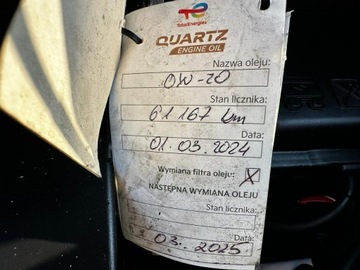 TotalEnergies
QUARTZ
ENGINE OIL
Nazwa oleju:
0W-20
Stan licznika:
61 167 km
Data:
01.03.2024
Wymiana filtra oleju: X
NASTĘPNA WYMIANA OLEJU
Stan licznika:
Data:
03. 2025